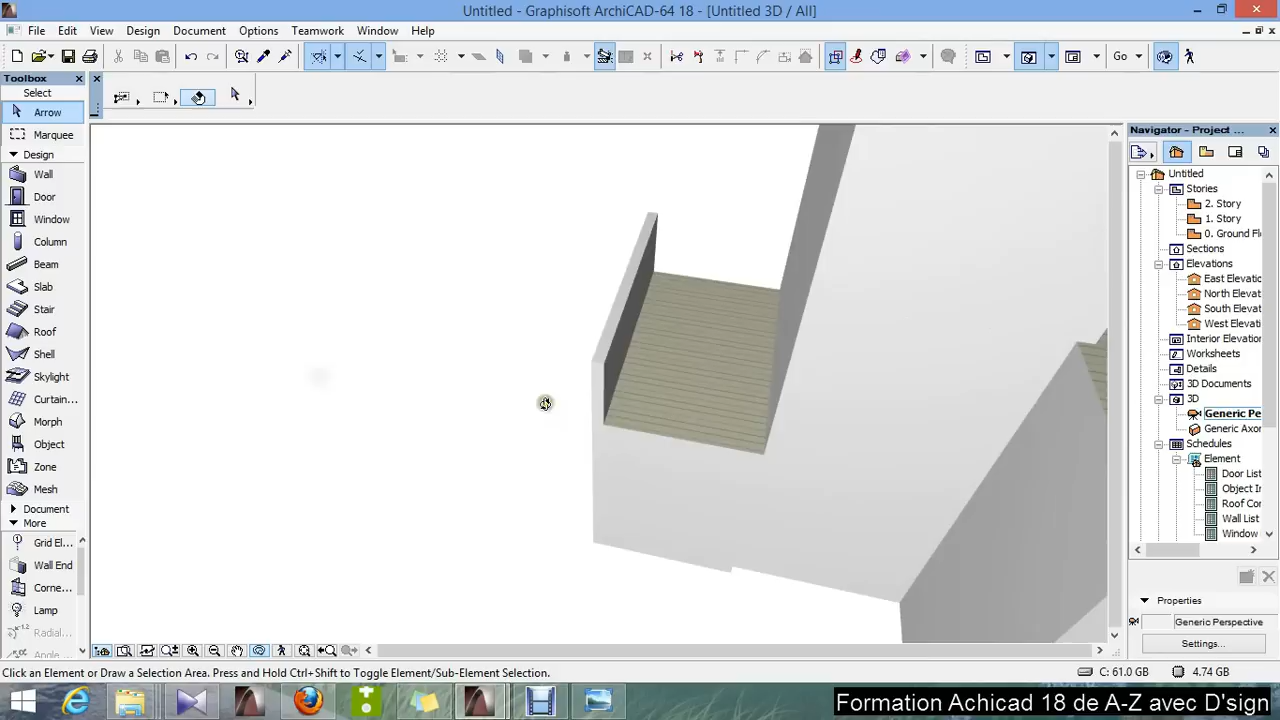 Untitled - Graphisoft ArchiCAD-64 18 - [Untitled 3D / All]
File Edit View Design Document Options Teamwork Window Help
Go
Toolbox
Select
Arrow
Marquee
Design
Wall
Door
Window
Column
Beam
Slab
Stair
Roof
Shell
Skylight
Curtain...
Morph
Object
Zone
Mesh
Document
More
Grid El...
Wall End
Corne...
Lamp
Radial...
Angle
Navigator - Project ...
Untitled
Stories
2. Story
1. Story
0. Ground Fl
Sections
Elevations
East Elevat
North Elevat
South Elevat
West Elevati
Interior Elevation
Worksheets
Details
3D Documents
3D
Generic Pe
Generic Axon
Schedules
Element
Door List
Object In
Roof Cor
Wall List
Window
Properties
Generic Perspective
Settings...
Click an Element or Draw a Selection Area. Press and Hold Ctrl+Shift to Toggle Element/Sub-Element Selection.
C: 61.0 GB
4.74 GB
Formation Achicad 18 de A-Z avec D'sign